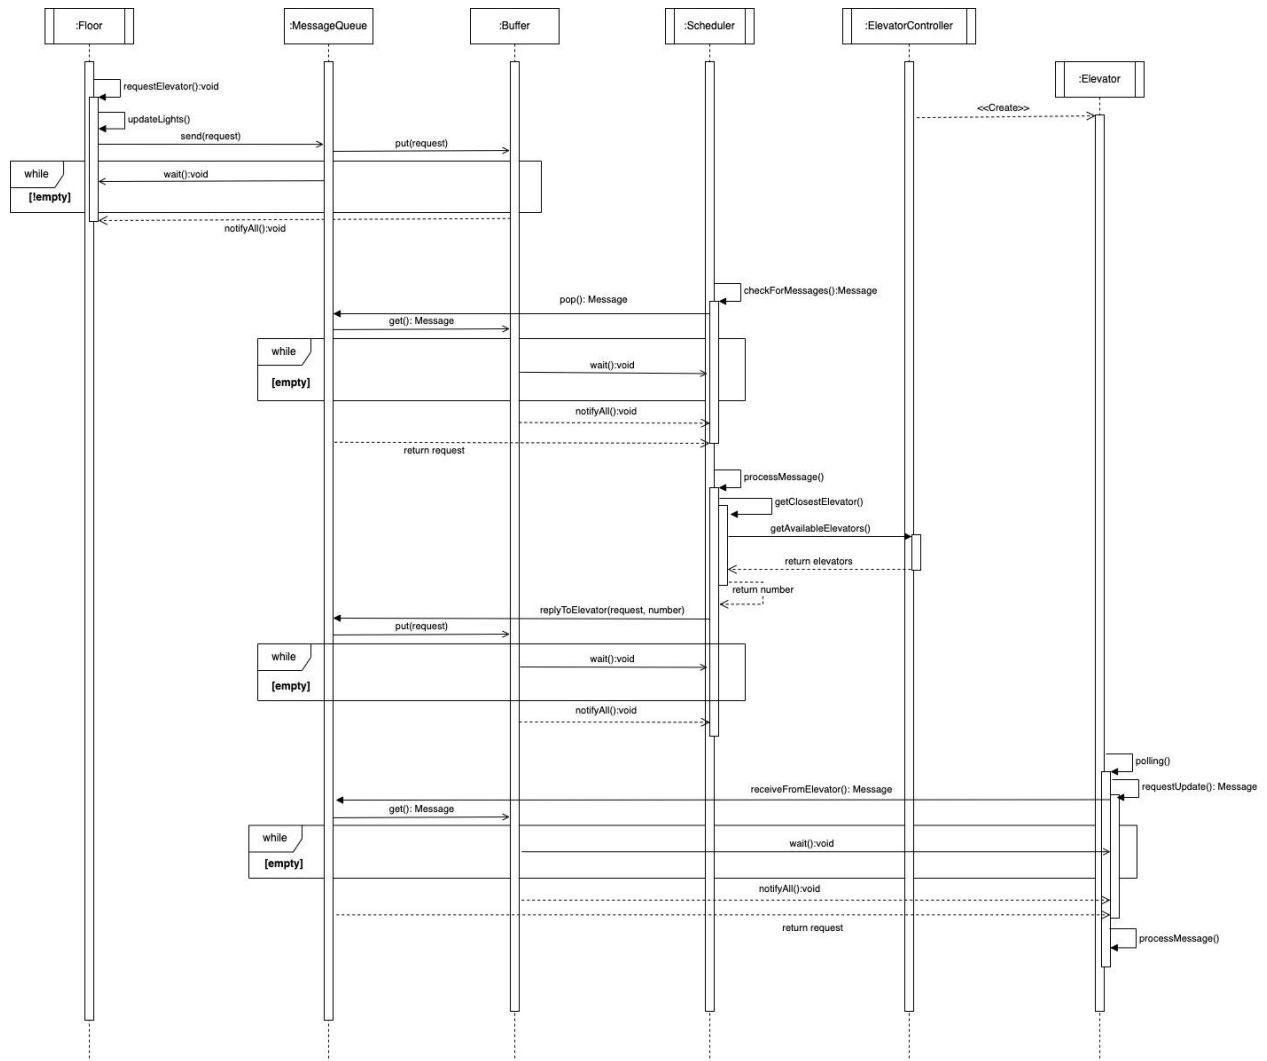 :Floor
:MessageQueue
:Buffer
:Scheduler
:ElevatorController
:Elevator
requestElevator():void
<<Create>>
updateLights()
send(request)
put(request)
while
wait():void
[!empty]
notifyAll():void
checkForMessages():Message
pop(): Message
get(): Message
while
wait():void
[empty]
notifyAll():void
return request
processMessage()
getClosestElevator()
getAvailableElevators()
return elevators
return number
replyToElevator(request, number)
put(request)
while
wait():void
[empty]
notifyAll():void
polling()
requestUpdate(): Message
receiveFromElevator(): Message
get(): Message
while
wait():void
[empty]
notifyAll():void
return request
processMessage()